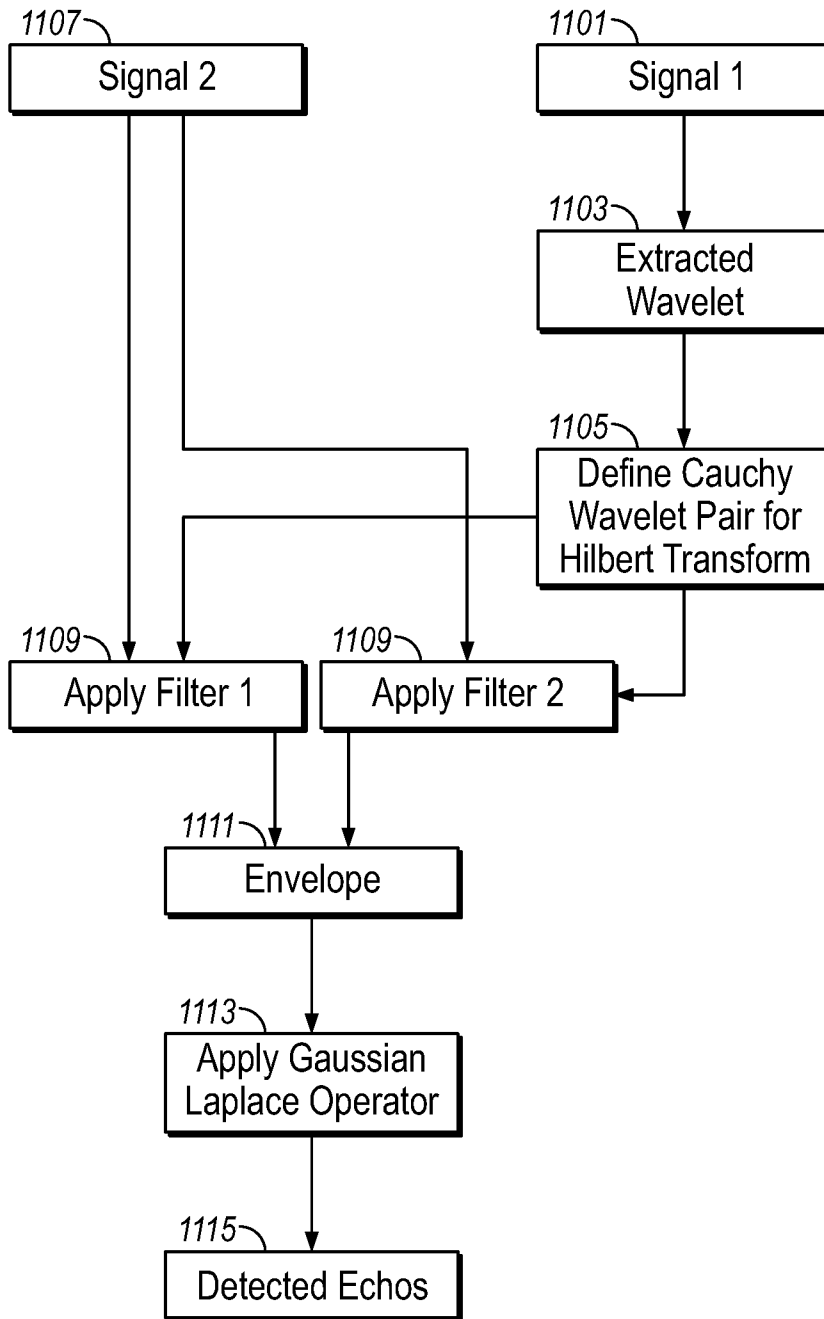 1107
Signal 2
1101
Signal 1
1103
Extracted
Wavelet
1105
Define Cauchy
Wavelet Pair for
Hilbert Transform
1109
Apply Filter 1
1109
Apply Filter 2
1111
Envelope
1113
Apply Gaussian
Laplace Operator
1115
Detected Echos